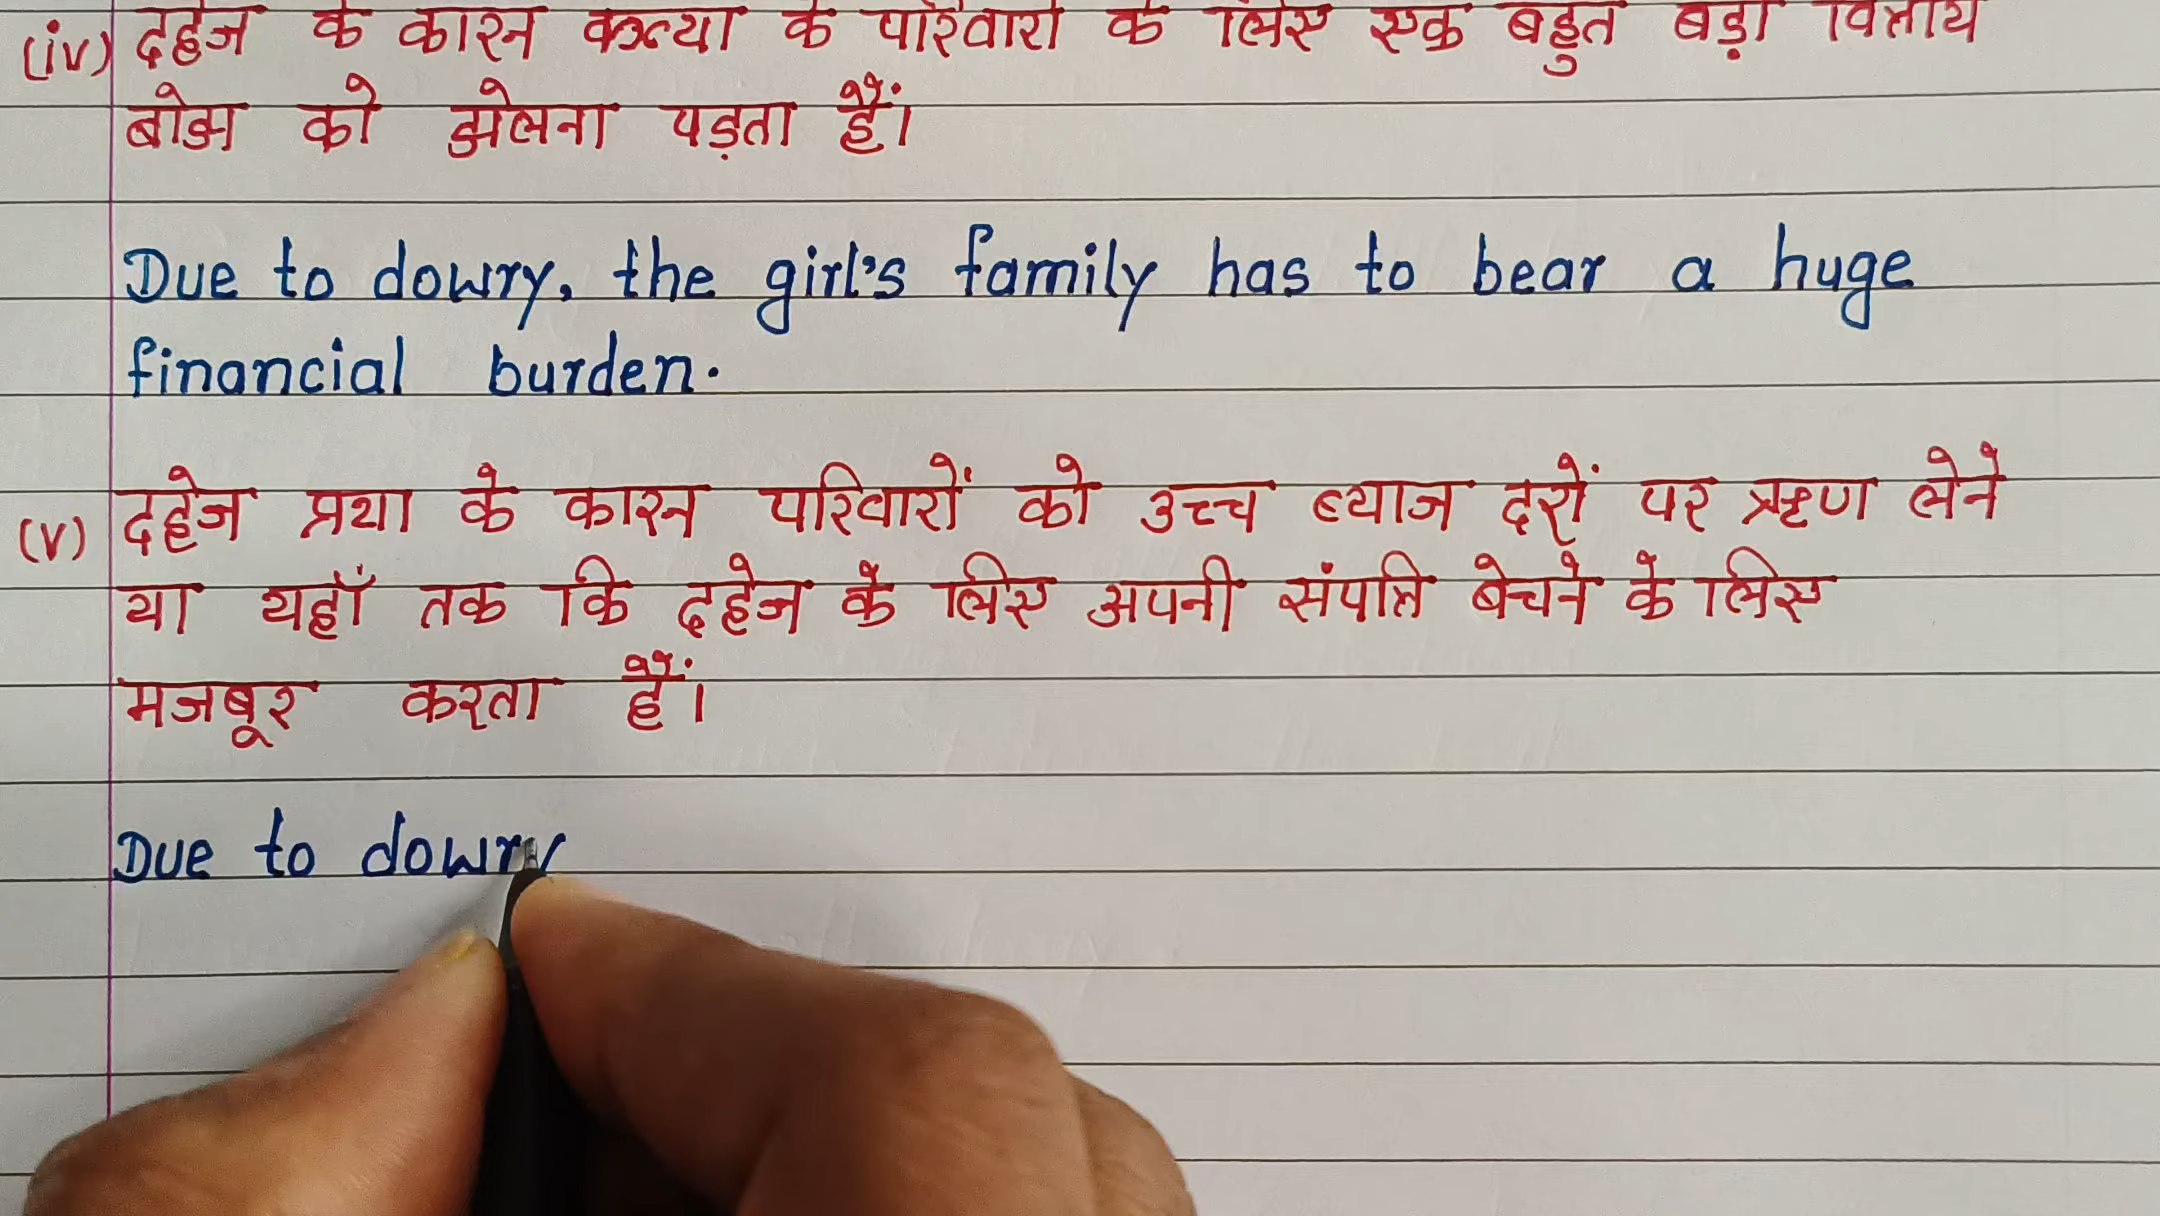 (iv) दहेज के कारन कन्या के परिवारों के लिए एक बहुत बड़ा वित्तीय
बोझ को झेलना पड़ता हैं।
Due to dowry, the girl's family has to bear a huge
financial burden.
(v) दहेज प्रथा के कारन परिवारों को उच्च ब्याज दरों पर ऋण लेने
या यहाँ तक कि दहेज के लिए अपनी संपत्ति बेचने के लिए
मजबूर करता हैं।
Due to dowry